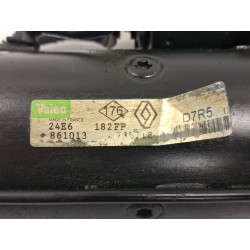 Valeo
MADE IN FRANCE
176
D7R5
24E6 182FP
*861013